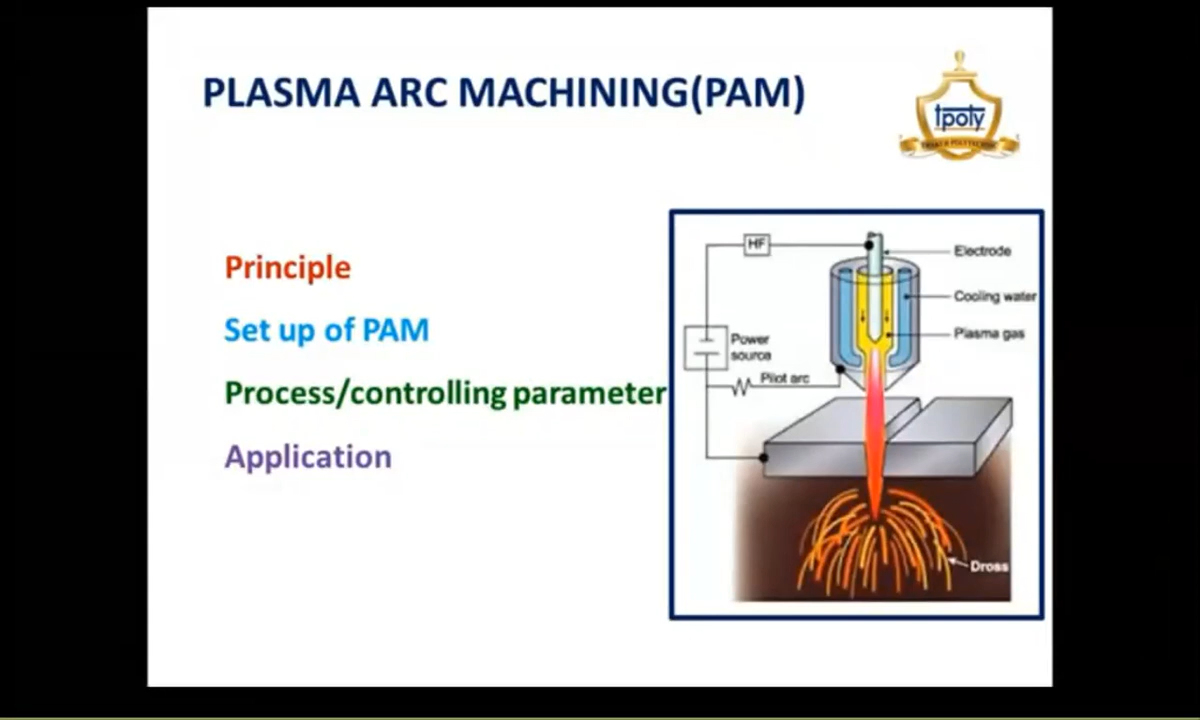 PLASMA ARC MACHINING(PAM)
tpoly
Principle
Set up of PAM
Process/controlling parameter
Application
HF
Electrode
Cooling water
Plasma gas
Power
source
Pilot arc
Dross